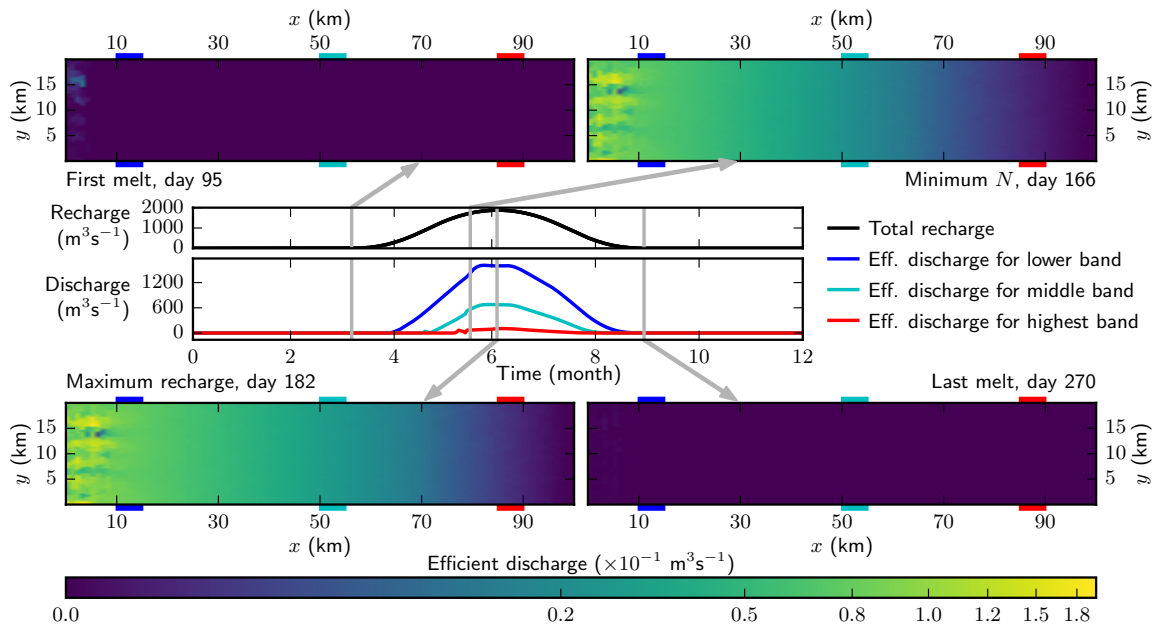 x (km) x (km)
10 30 50 70 90 10 30 50 70 90
y (km) 15 10 5 15 10 5 y (km)
First melt, day 95 Minimum N, day 166
Recharge (m³s⁻¹) 2000 1000 0
Discharge (m³s⁻¹) 1200 600 0
0 2 4 6 8 10 12
Time (month)
Total recharge
Eff. discharge for lower band
Eff. discharge for middle band
Eff. discharge for highest band
Maximum recharge, day 182 Last melt, day 270
y (km) 15 10 5 15 10 5 y (km)
10 30 50 70 90 10 30 50 70 90
x (km) x (km)
Efficient discharge (×10⁻¹ m³s⁻¹)
0.0 0.2 0.5 0.8 1.0 1.2 1.5 1.8